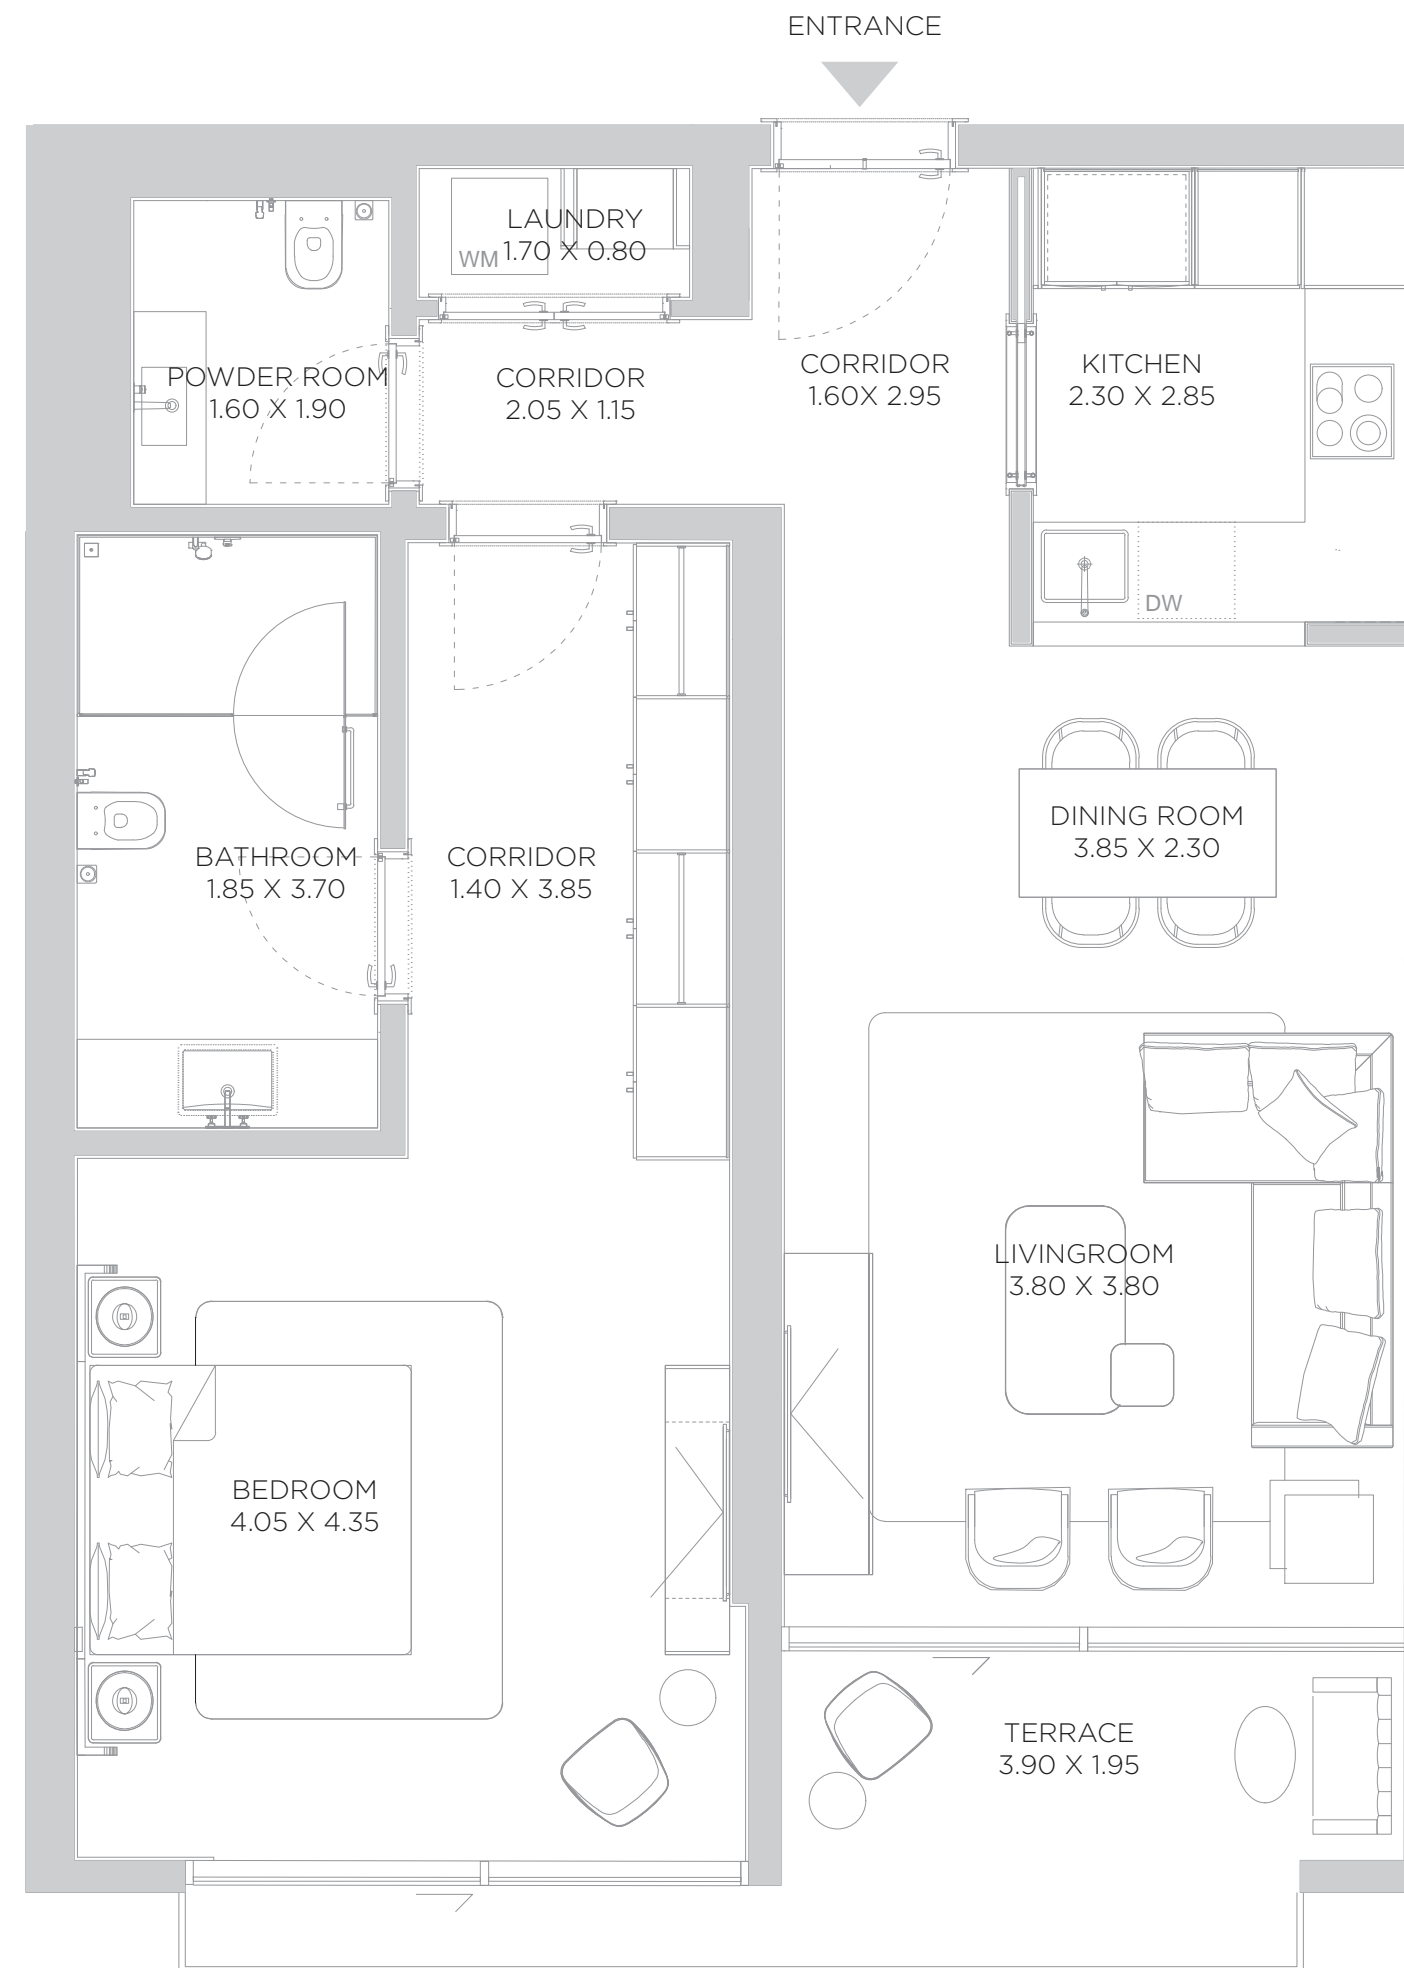 ENTRANCE
LAUNDRY
WM
1.70 X 0.80
POWDER ROOM
1.60 X 1.90
CORRIDOR
2.05 X 1.15
CORRIDOR
1.60X 2.95
KITCHEN
2.30 X 2.85
DW
DINING ROOM
3.85 X 2.30
BATHROOM
1.85 X 3.70
CORRIDOR
1.40 X 3.85
LIVINGROOM
3.80 X 3.80
BEDROOM
4.05 X 4.35
TERRACE
3.90 X 1.95